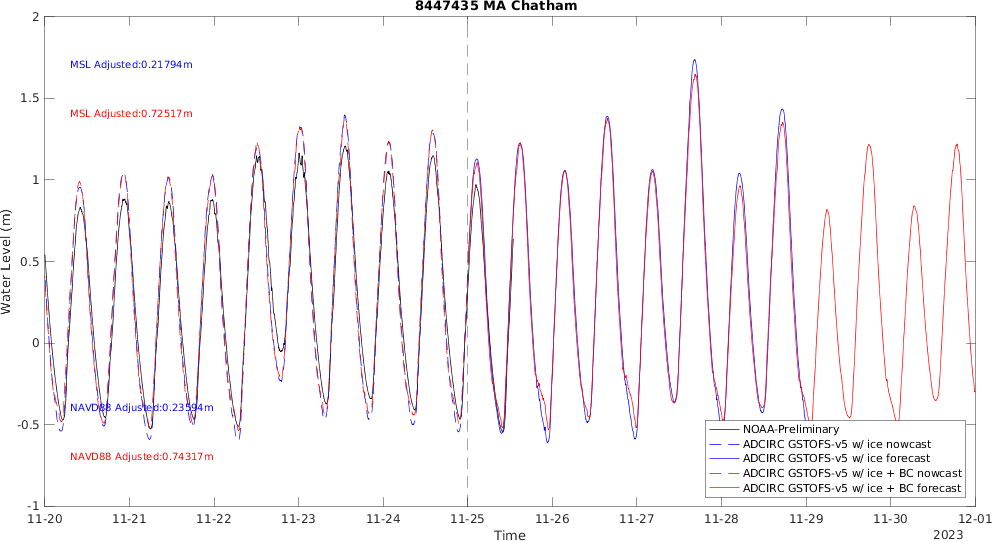 8447435 MA Chatham
2
1.5
1
0.5
0
-0.5
-1
Water Level (m)
MSL Adjusted:0.21794m
MSL Adjusted:0.72517m
NAVD88 Adjusted:0.23594m
NAVD88 Adjusted:0.74317m
NOAA-Preliminary
ADCIRC GSTOFS-v5 w/ ice nowcast
ADCIRC GSTOFS-v5 w/ ice forecast
ADCIRC GSTOFS-v5 w/ ice + BC nowcast
ADCIRC GSTOFS-v5 w/ ice + BC forecast
11-20 11-21 11-22 11-23 11-24 11-25 11-26 11-27 11-28 11-29 11-30 12-01
Time
2023